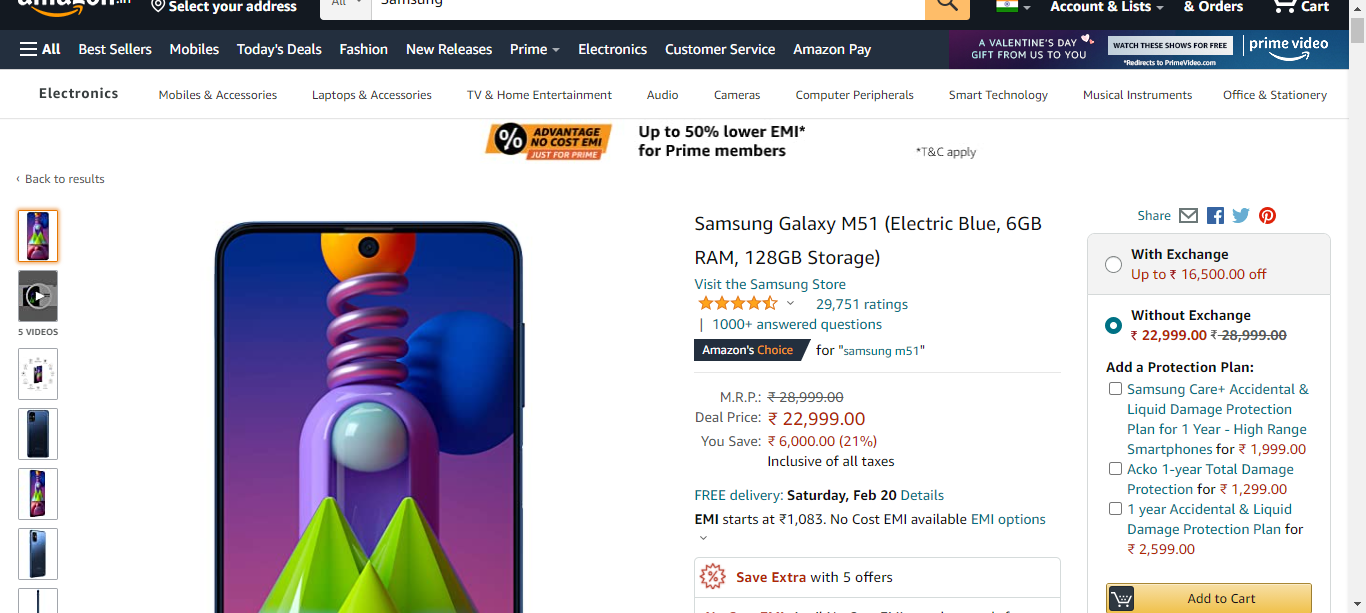 amazon.in
Select your address
All
Samsung
Account & Lists
& Orders
Cart
All Best Sellers Mobiles Today's Deals Fashion New Releases Prime Electronics Customer Service Amazon Pay
A VALENTINE'S DAY
GIFT FROM US TO YOU
WATCH THESE SHOWS FOR FREE
*Redirects to PrimeVideo.com
prime video
Electronics Mobiles & Accessories Laptops & Accessories TV & Home Entertainment Audio Cameras Computer Peripherals Smart Technology Musical Instruments Office & Stationery
% ADVANTAGE
NO COST EMI
JUST FOR PRIME
Up to 50% lower EMI*
for Prime members
*T&C apply
‹ Back to results
5 VIDEOS
Samsung Galaxy M51 (Electric Blue, 6GB
RAM, 128GB Storage)
Visit the Samsung Store
29,751 ratings
| 1000+ answered questions
Amazon's Choice for "samsung m51"
M.R.P.: ₹ 28,999.00
Deal Price: ₹ 22,999.00
You Save: ₹ 6,000.00 (21%)
Inclusive of all taxes
FREE delivery: Saturday, Feb 20 Details
EMI starts at ₹1,083. No Cost EMI available EMI options
% Save Extra with 5 offers
Share
With Exchange
Up to ₹ 16,500.00 off
Without Exchange
₹ 22,999.00 ₹ 28,999.00
Add a Protection Plan:
Samsung Care+ Accidental &
Liquid Damage Protection
Plan for 1 Year - High Range
Smartphones for ₹ 1,999.00
Acko 1-year Total Damage
Protection for ₹ 1,299.00
1 year Accidental & Liquid
Damage Protection Plan for
₹ 2,599.00
Add to Cart